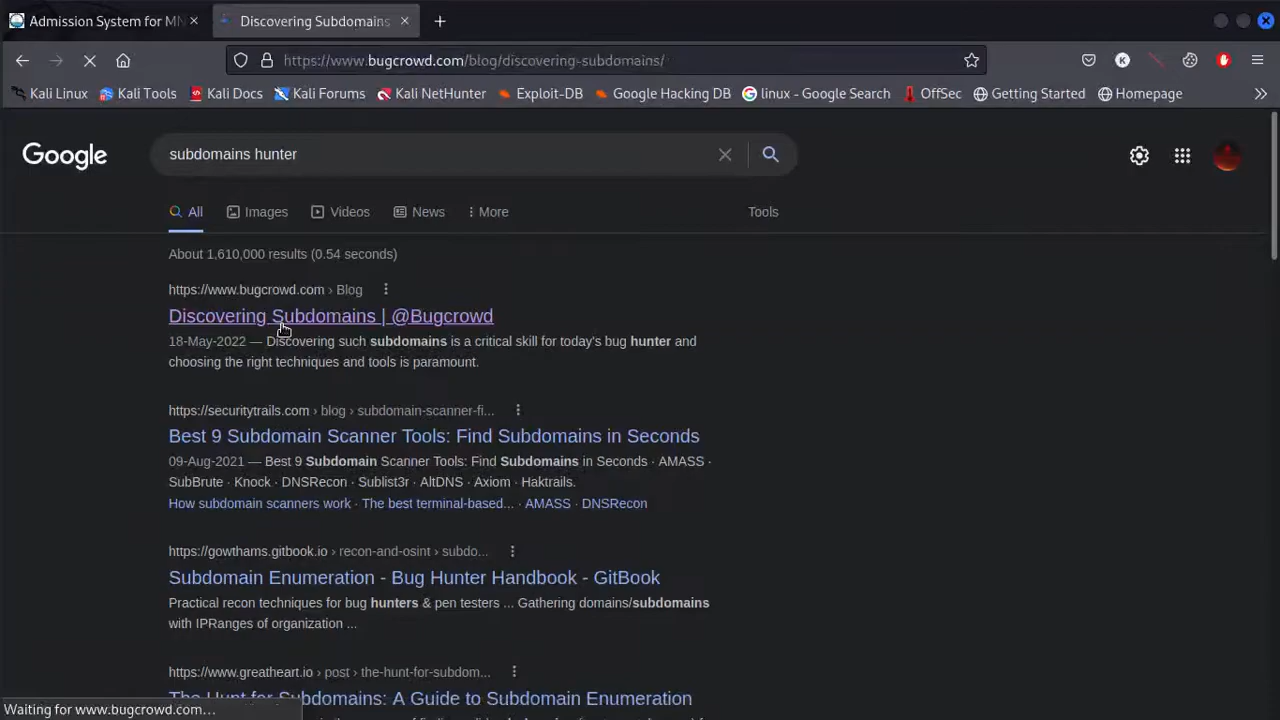 Admission System for MN
Discovering Subdomains
https://www.bugcrowd.com/blog/discovering-subdomains/
Kali Linux Kali Tools Kali Docs Kali Forums Kali NetHunter Exploit-DB Google Hacking DB linux - Google Search OffSec Getting Started Homepage
Google
subdomains hunter
All Images Videos News More Tools
About 1,610,000 results (0.54 seconds)
https://www.bugcrowd.com › Blog
Discovering Subdomains | @Bugcrowd
18-May-2022 — Discovering such subdomains is a critical skill for today's bug hunter and
choosing the right techniques and tools is paramount.
https://securitytrails.com › blog › subdomain-scanner-fi...
Best 9 Subdomain Scanner Tools: Find Subdomains in Seconds
09-Aug-2021 — Best 9 Subdomain Scanner Tools: Find Subdomains in Seconds · AMASS ·
SubBrute · Knock · DNSRecon · Sublist3r · AltDNS · Axiom · Haktrails.
How subdomain scanners work · The best terminal-based... · AMASS · DNSRecon
https://gowthams.gitbook.io › recon-and-osint › subdo...
Subdomain Enumeration - Bug Hunter Handbook - GitBook
Practical recon techniques for bug hunters & pen testers ... Gathering domains/subdomains
with IPRanges of organization ...
https://www.greatheart.io › post › the-hunt-for-subdom...
The Hunt for Subdomains: A Guide to Subdomain Enumeration
Waiting for www.bugcrowd.com…